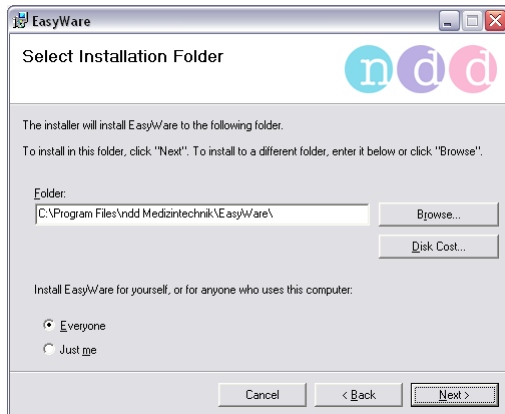 EasyWare
Select Installation Folder
ndd
The installer will install EasyWare to the following folder.
To install in this folder, click "Next". To install to a different folder, enter it below or click "Browse".
Folder:
C:\Program Files\ndd Medizintechnik\EasyWare\
Browse...
Disk Cost...
Install EasyWare for yourself, or for anyone who uses this computer:
Everyone
Just me
Cancel < Back Next >